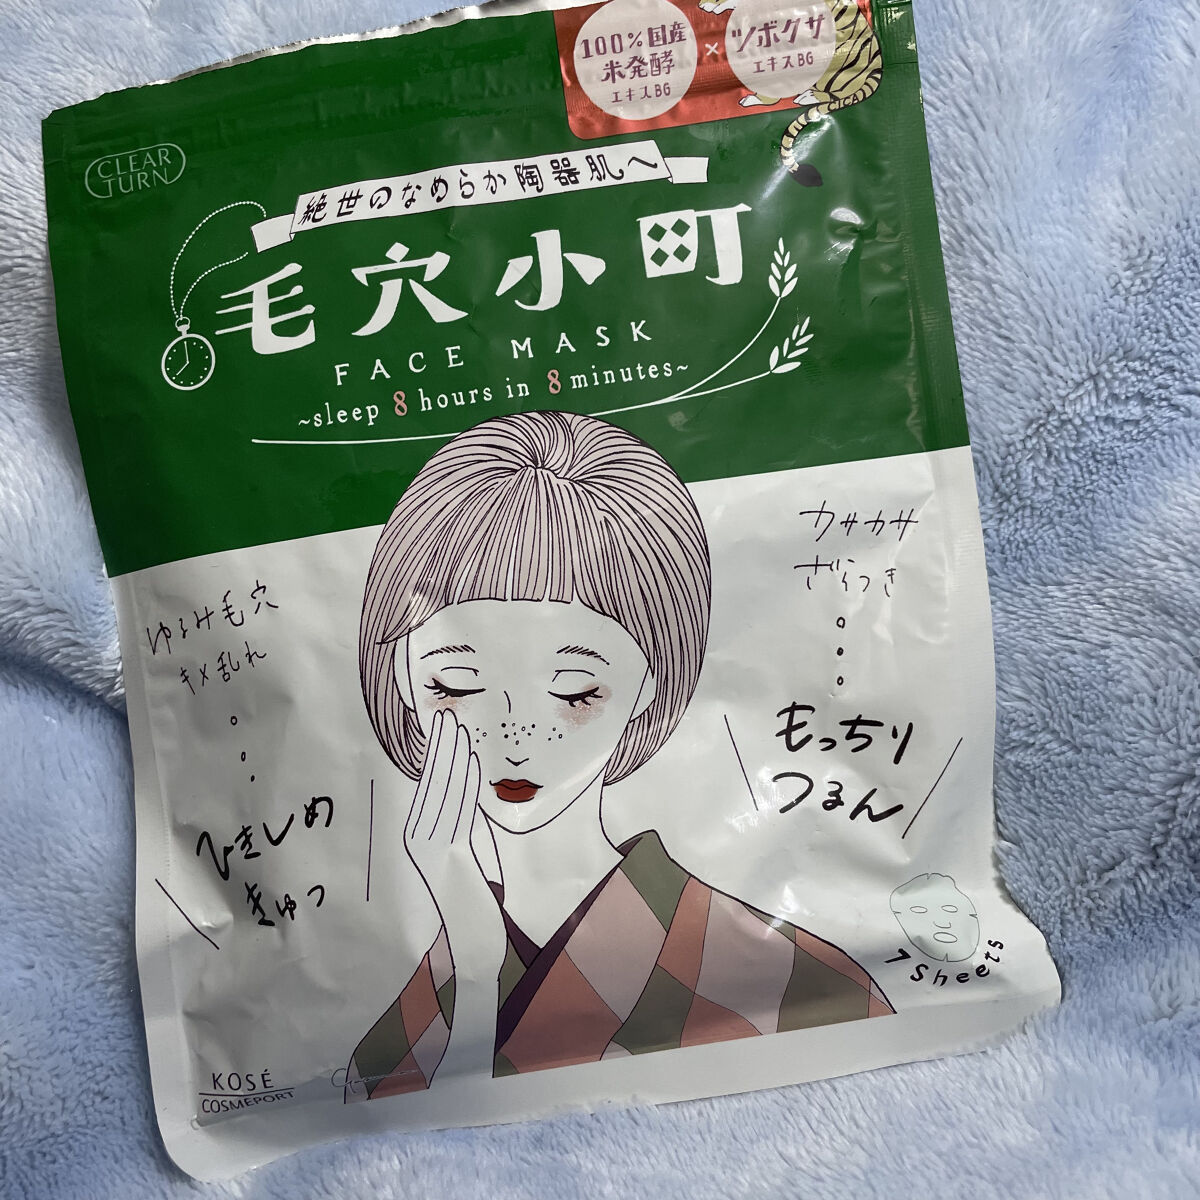 100%国産
米発酵
エキスBG
×
ツボクサ
エキスBG
CICA
CLEAR
TURN
絶世のなめらか陶器肌へ
毛穴小町
FACE MASK
~sleep 8 hours in 8 minutes~
カサカサ
ざらつき
もっちり
つるん
ゆるみ毛穴
キメ乱れ
ひきしめ
きゅっ
7 Sheets
KOSÉ
COSMEPORT